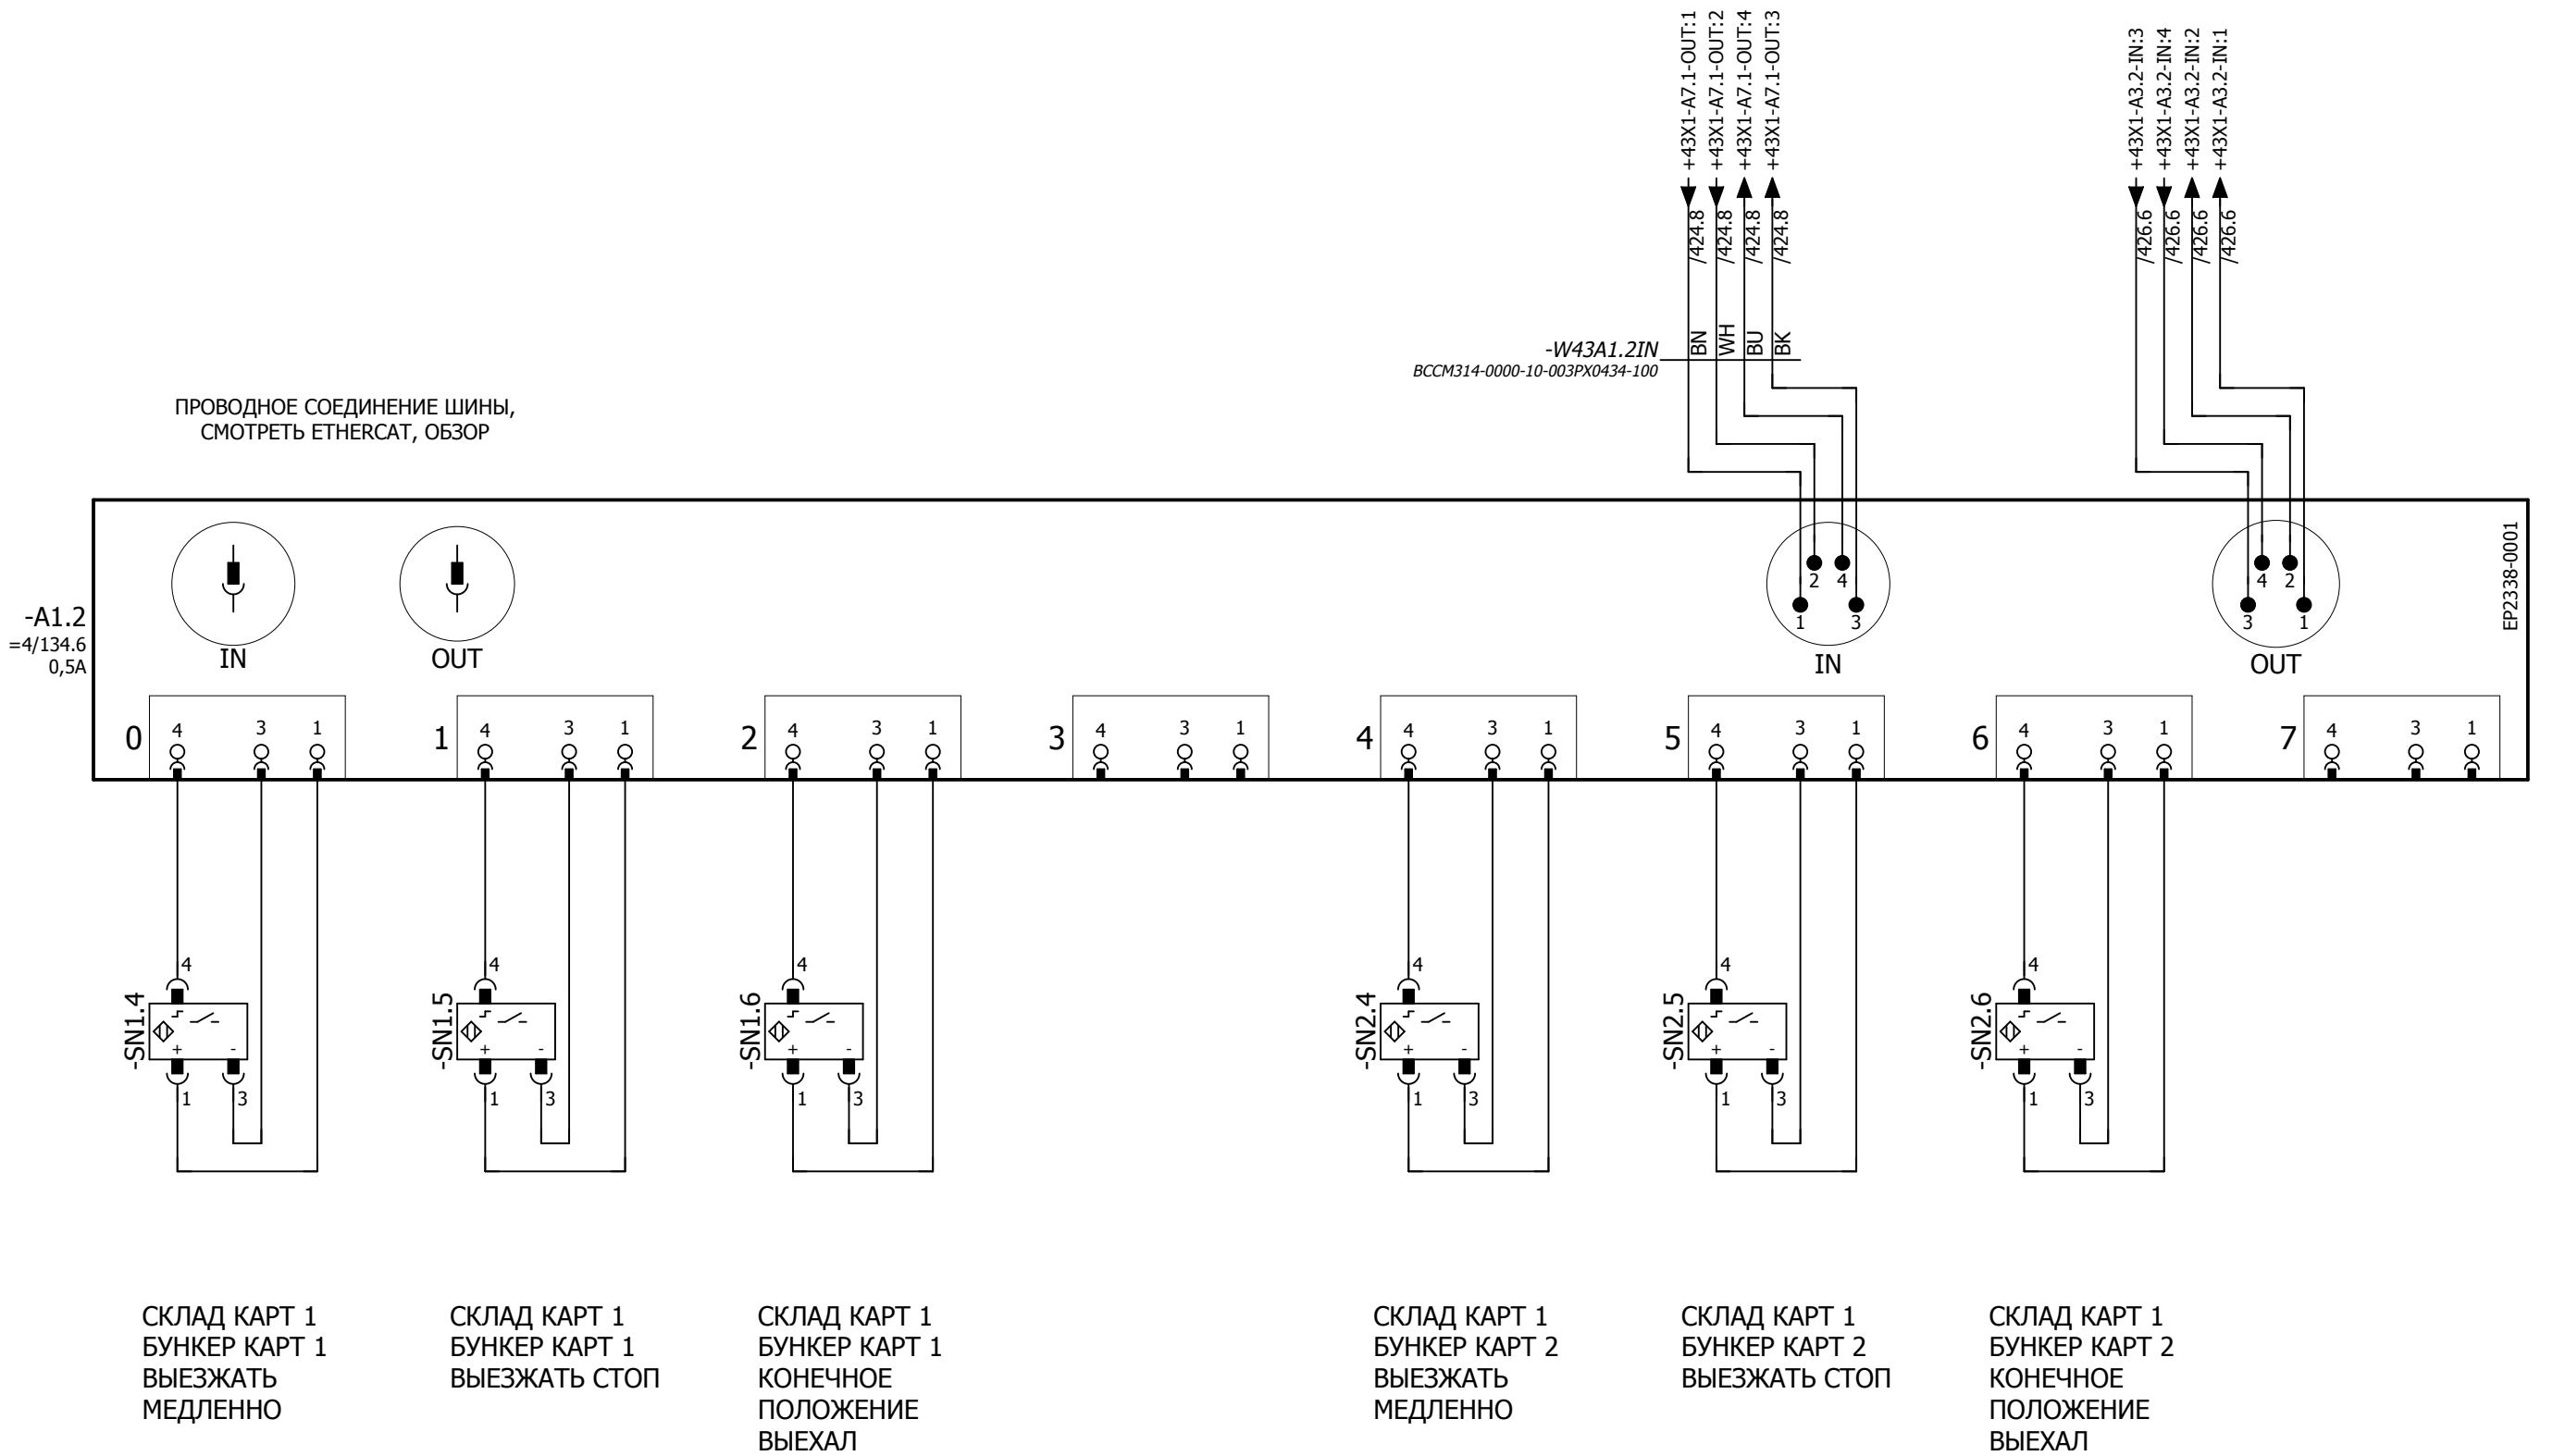 +43X1-A7.1-OUT:1
+43X1-A7.1-OUT:2
+43X1-A7.1-OUT:4
+43X1-A7.1-OUT:3
+43X1-A3.2-IN:3
+43X1-A3.2-IN:4
+43X1-A3.2-IN:2
+43X1-A3.2-IN:1
/424.8
/424.8
/424.8
/424.8
/426.6
/426.6
/426.6
/426.6
-W43A1.2IN
BN
WH
BU
BK
BCCM314-0000-10-003PX0434-100
ПРОВОДНОЕ СОЕДИНЕНИЕ ШИНЫ,
СМОТРЕТЬ ETHERCAT, ОБЗОР
EP2338-0001
-A1.2
=4/134.6
0,5A
IN
OUT
2 4
1 3
IN
4 2
3 1
OUT
0 4 3 1
1 4 3 1
2 4 3 1
3 4 3 1
4 4 3 1
5 4 3 1
6 4 3 1
7 4 3 1
-SN1.4
4
+ -
1 3
-SN1.5
4
+ -
1 3
-SN1.6
4
+ -
1 3
-SN2.4
4
+ -
1 3
-SN2.5
4
+ -
1 3
-SN2.6
4
+ -
1 3
СКЛАД КАРТ 1
БУНКЕР КАРТ 1
ВЫЕЗЖАТЬ
МЕДЛЕННО
СКЛАД КАРТ 1
БУНКЕР КАРТ 1
ВЫЕЗЖАТЬ СТОП
СКЛАД КАРТ 1
БУНКЕР КАРТ 1
КОНЕЧНОЕ
ПОЛОЖЕНИЕ
ВЫЕХАЛ
СКЛАД КАРТ 1
БУНКЕР КАРТ 2
ВЫЕЗЖАТЬ
МЕДЛЕННО
СКЛАД КАРТ 1
БУНКЕР КАРТ 2
ВЫЕЗЖАТЬ СТОП
СКЛАД КАРТ 1
БУНКЕР КАРТ 2
КОНЕЧНОЕ
ПОЛОЖЕНИЕ
ВЫЕХАЛ